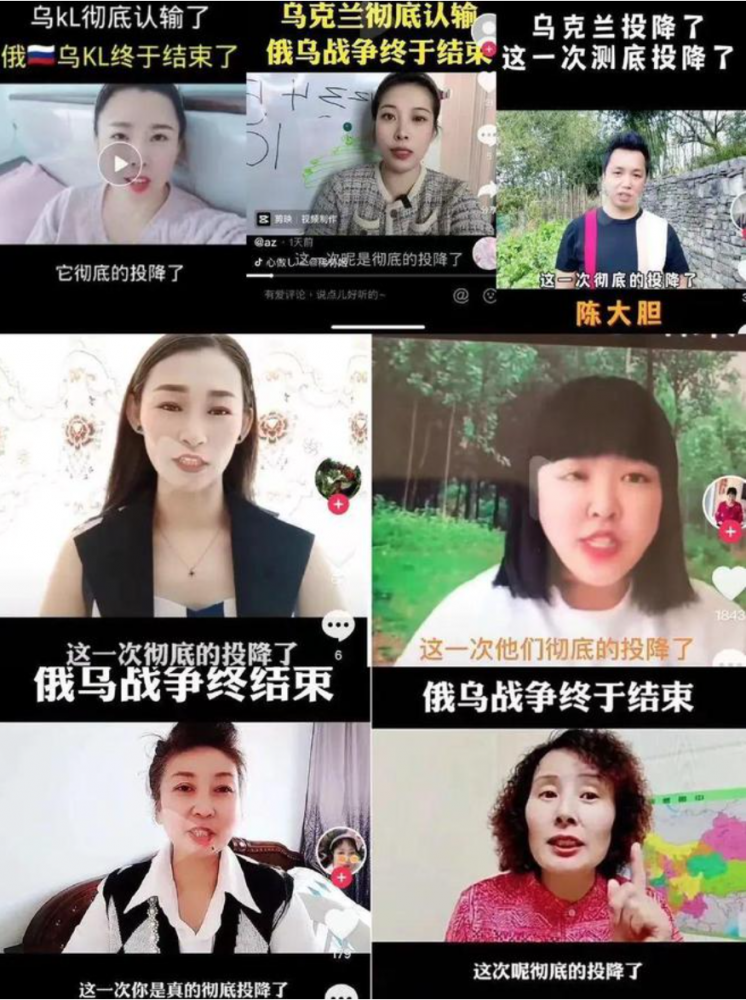 乌kL彻底认输了
俄🇷🇺乌KL终于结束了
它彻底的投降了
乌克兰彻底认输
俄乌战争终于结束
剪映 视频制作
@az · 1天前
这一次呢是彻底的投降了
有爱评论，说点儿好听的~
乌克兰投降了
这一次测底投降了
这一次彻底的投降了
陈大胆
这一次彻底的投降了
6
俄马战争终结束
1843
这一次他们彻底的投降了
俄乌战争终于结束
179
这一次你是真的彻底投降了
这次呢彻底的投降了